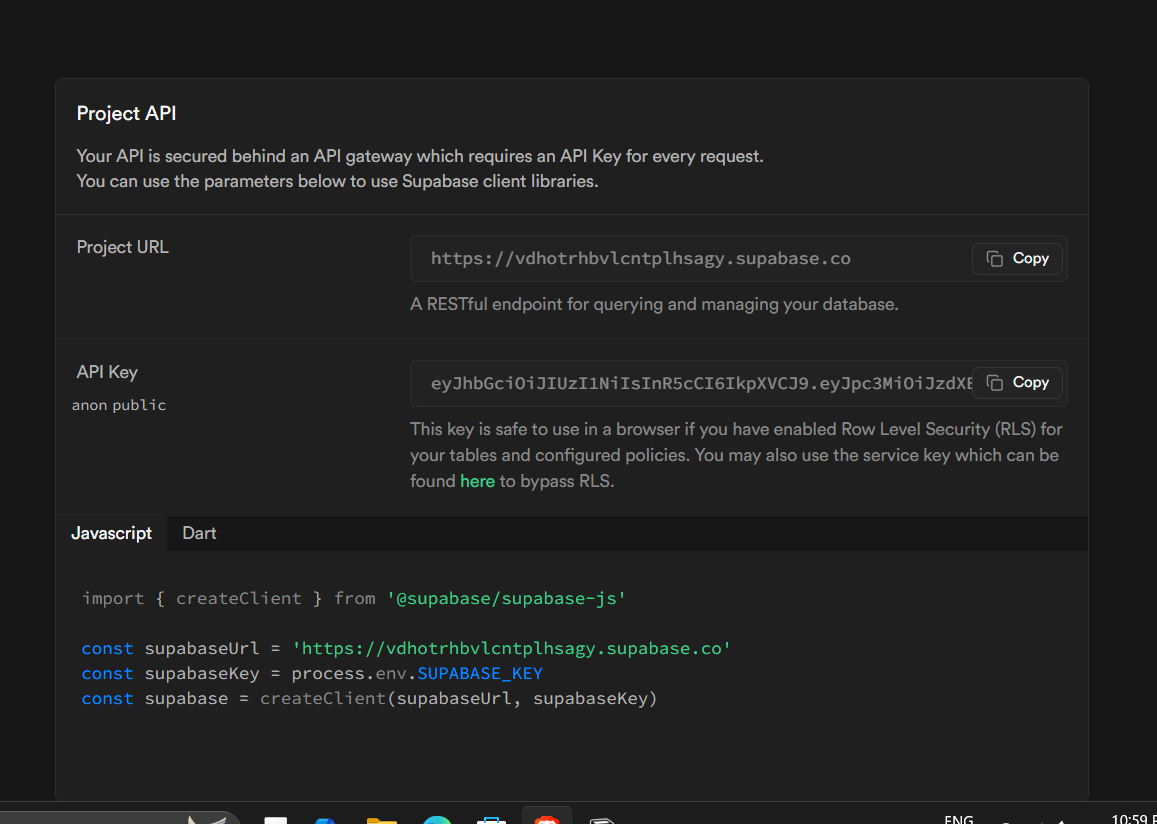 Project API
Your API is secured behind an API gateway which requires an API Key for every request.
You can use the parameters below to use Supabase client libraries.
Project URL
https://vdhotrhbvlcntplhsagy.supabase.co
Copy
A RESTful endpoint for querying and managing your database.
API Key
anon public
eyJhbGciOiJIUzI1NiIsInR5cCI6IkpXVCJ9.eyJpc3MiOiJzdXB
Copy
This key is safe to use in a browser if you have enabled Row Level Security (RLS) for
your tables and configured policies. You may also use the service key which can be
found here to bypass RLS.
Javascript Dart
import { createClient } from '@supabase/supabase-js'
const supabaseUrl = 'https://vdhotrhbvlcntplhsagy.supabase.co'
const supabaseKey = process.env.SUPABASE_KEY
const supabase = createClient(supabaseUrl, supabaseKey)
ENG
10:59 P